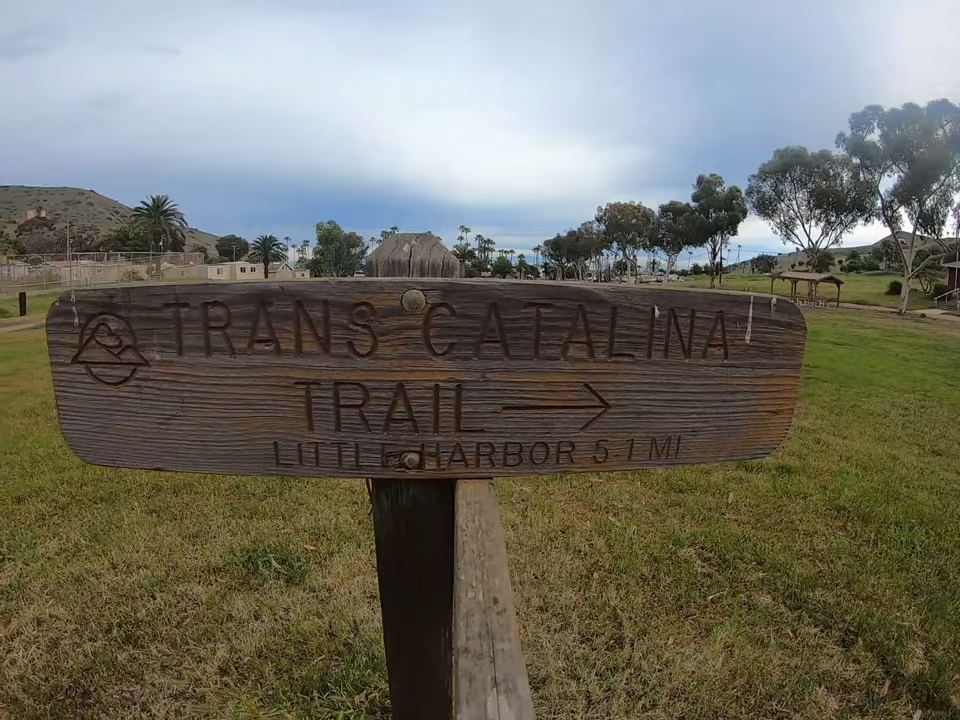 TRANS CATALINA
TRAIL →
LITTLE HARBOR 5.1 MI